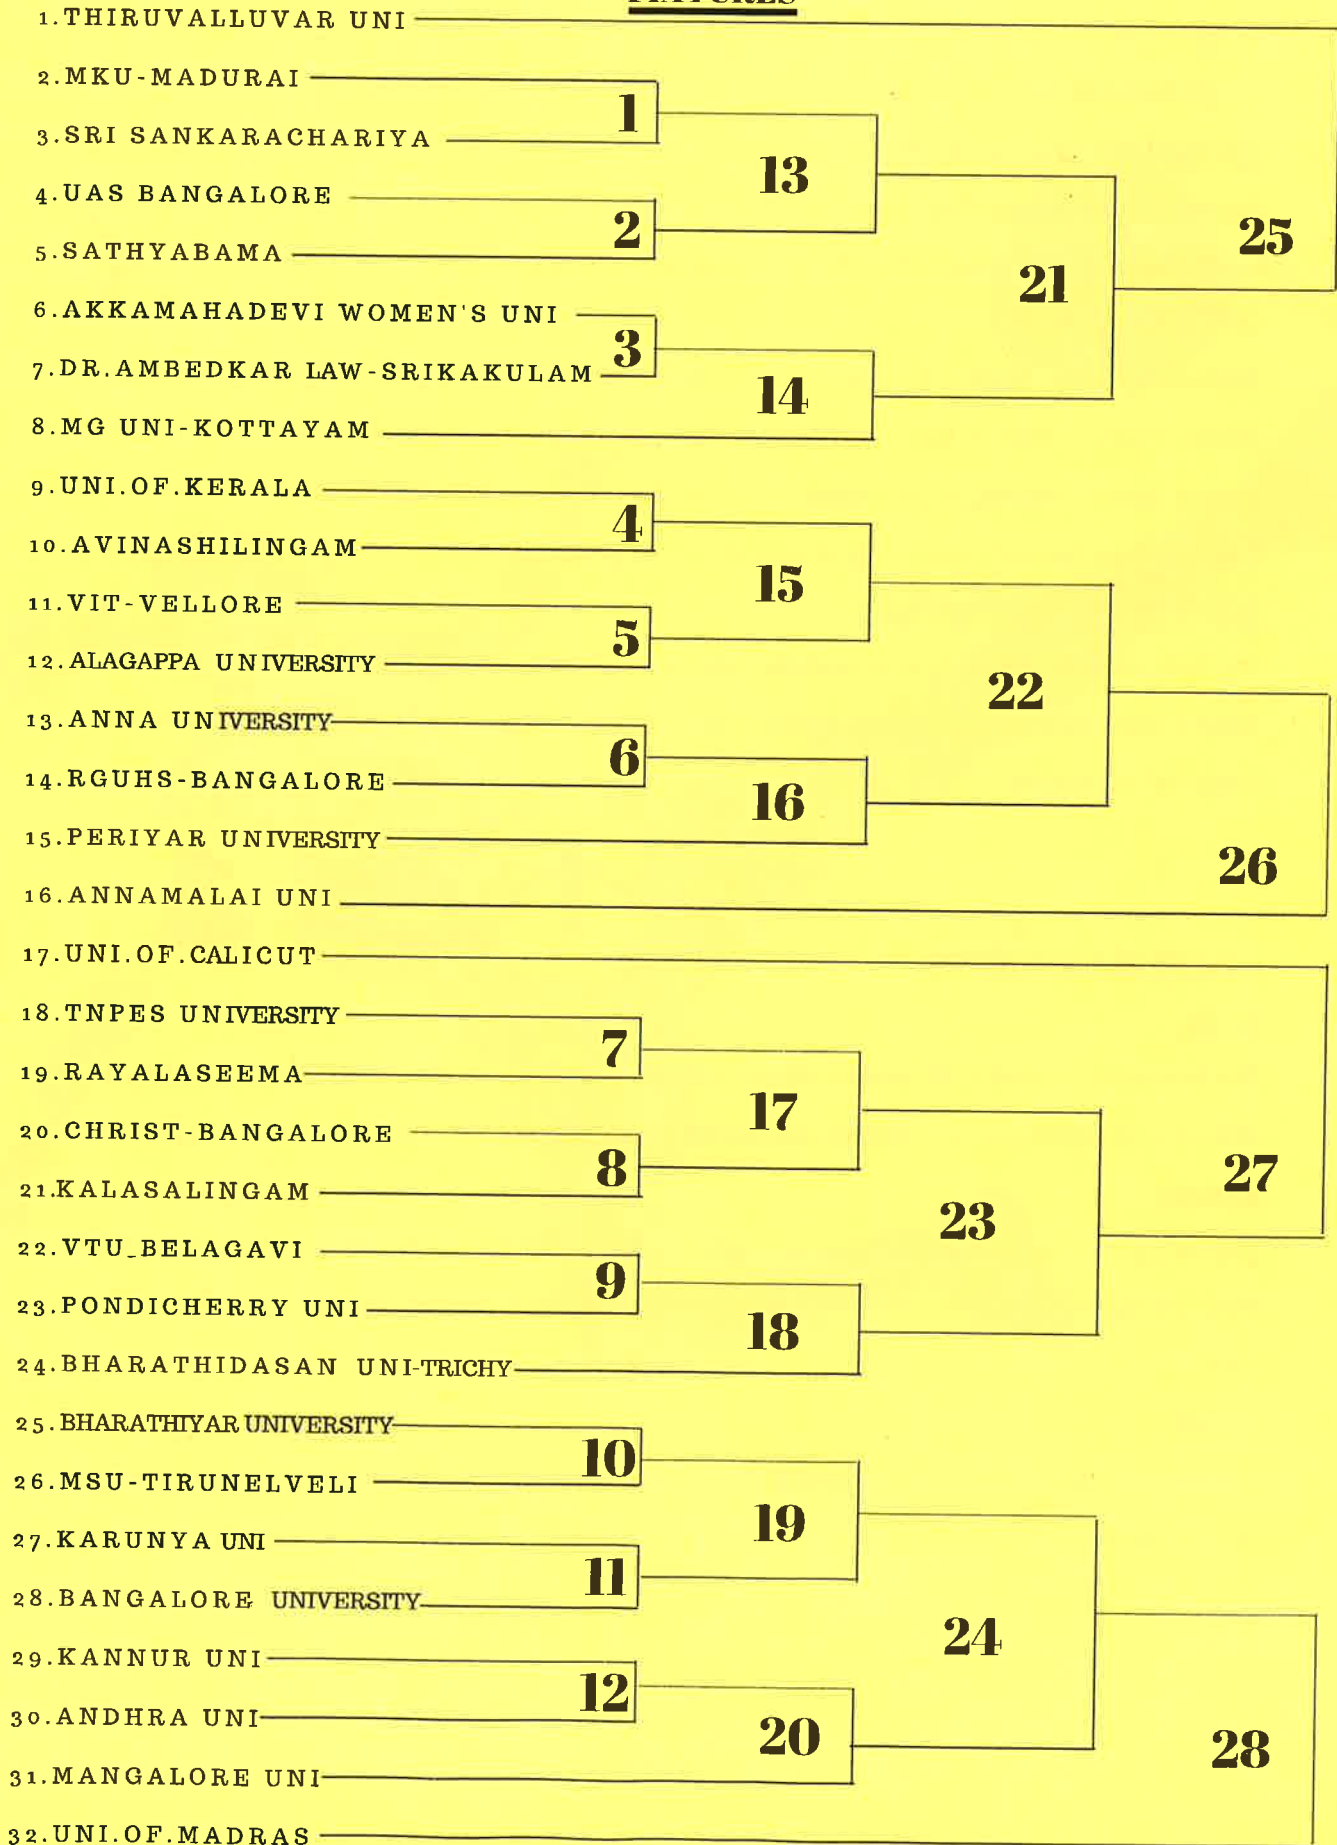 1.THIRUVALLUVAR UNI
2.MKU-MADURAI
1
3.SRI SANKARACHARIYA
13
4.UAS BANGALORE
2
25
5.SATHYABAMA
21
6.AKKAMAHADEVI WOMEN'S UNI
3
7.DR.AMBEDKAR LAW-SRIKAKULAM
14
8.MG UNI-KOTTAYAM
9.UNI.OF.KERALA
4
10.AVINASHILINGAM
15
11.VIT-VELLORE
5
12.ALAGAPPA UNIVERSITY
22
13.ANNA UNIVERSITY
6
14.RGUHS-BANGALORE
16
15.PERIYAR UNIVERSITY
26
16.ANNAMALAI UNI
17.UNI.OF.CALICUT
18.TNPES UNIVERSITY
7
19.RAYALASEEMA
17
20.CHRIST-BANGALORE
8
27
21.KALASALINGAM
23
22.VTU_BELAGAVI
9
23.PONDICHERRY UNI
18
24.BHARATHIDASAN UNI-TRICHY
25.BHARATHIYAR UNIVERSITY
10
26.MSU-TIRUNELVELI
19
27.KARUNYA UNI
11
28.BANGALORE UNIVERSITY
24
29.KANNUR UNI
12
30.ANDHRA UNI
20
28
31.MANGALORE UNI
32.UNI.OF.MADRAS